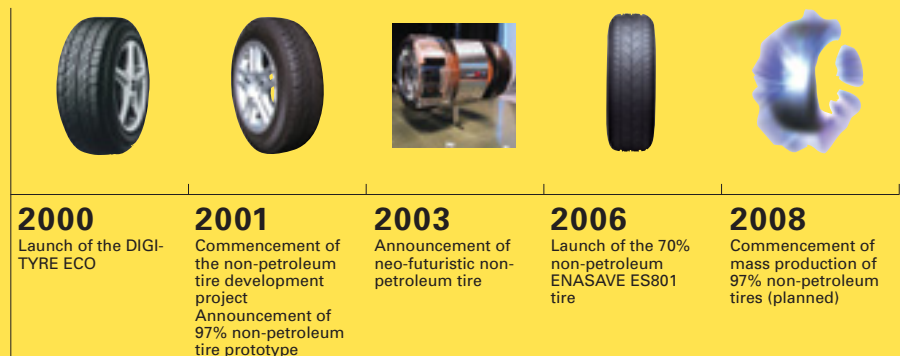 2000
Launch of the DIGI-
TYRE ECO
2001
Commencement of
the non-petroleum
tire development
project
Announcement of
97% non-petroleum
tire prototype
2003
Announcement of
neo-futuristic non-
petroleum tire
2006
Launch of the 70%
non-petroleum
ENASAVE ES801
tire
2008
Commencement of
mass production of
97% non-petroleum
tires (planned)